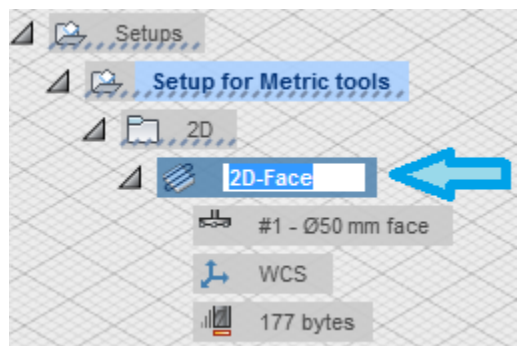 Setups
Setup for Metric tools
2D
2D-Face
#1 - Ø50 mm face
WCS
177 bytes